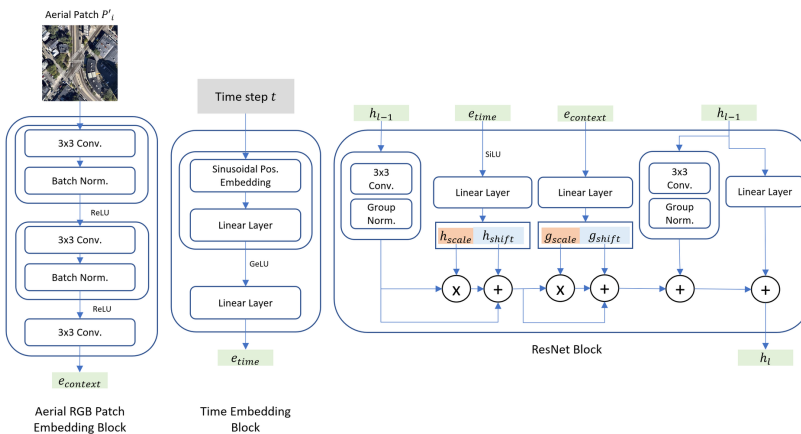 Aerial Patch P'ᵢ
3x3 Conv.
Batch Norm.
ReLU
3x3 Conv.
Batch Norm.
ReLU
3x3 Conv.
e_context
Aerial RGB Patch
Embedding Block
Time step t
Sinusoidal Pos.
Embedding
Linear Layer
GeLU
Linear Layer
e_time
Time Embedding
Block
h_{l-1} e_time e_context h_{l-1}
SiLU
3x3
Conv.
Group
Norm.
Linear Layer
Linear Layer
3x3
Conv.
Group
Norm.
Linear Layer
h_scale h_shift g_scale g_shift
x + x + + +
ResNet Block
h_l